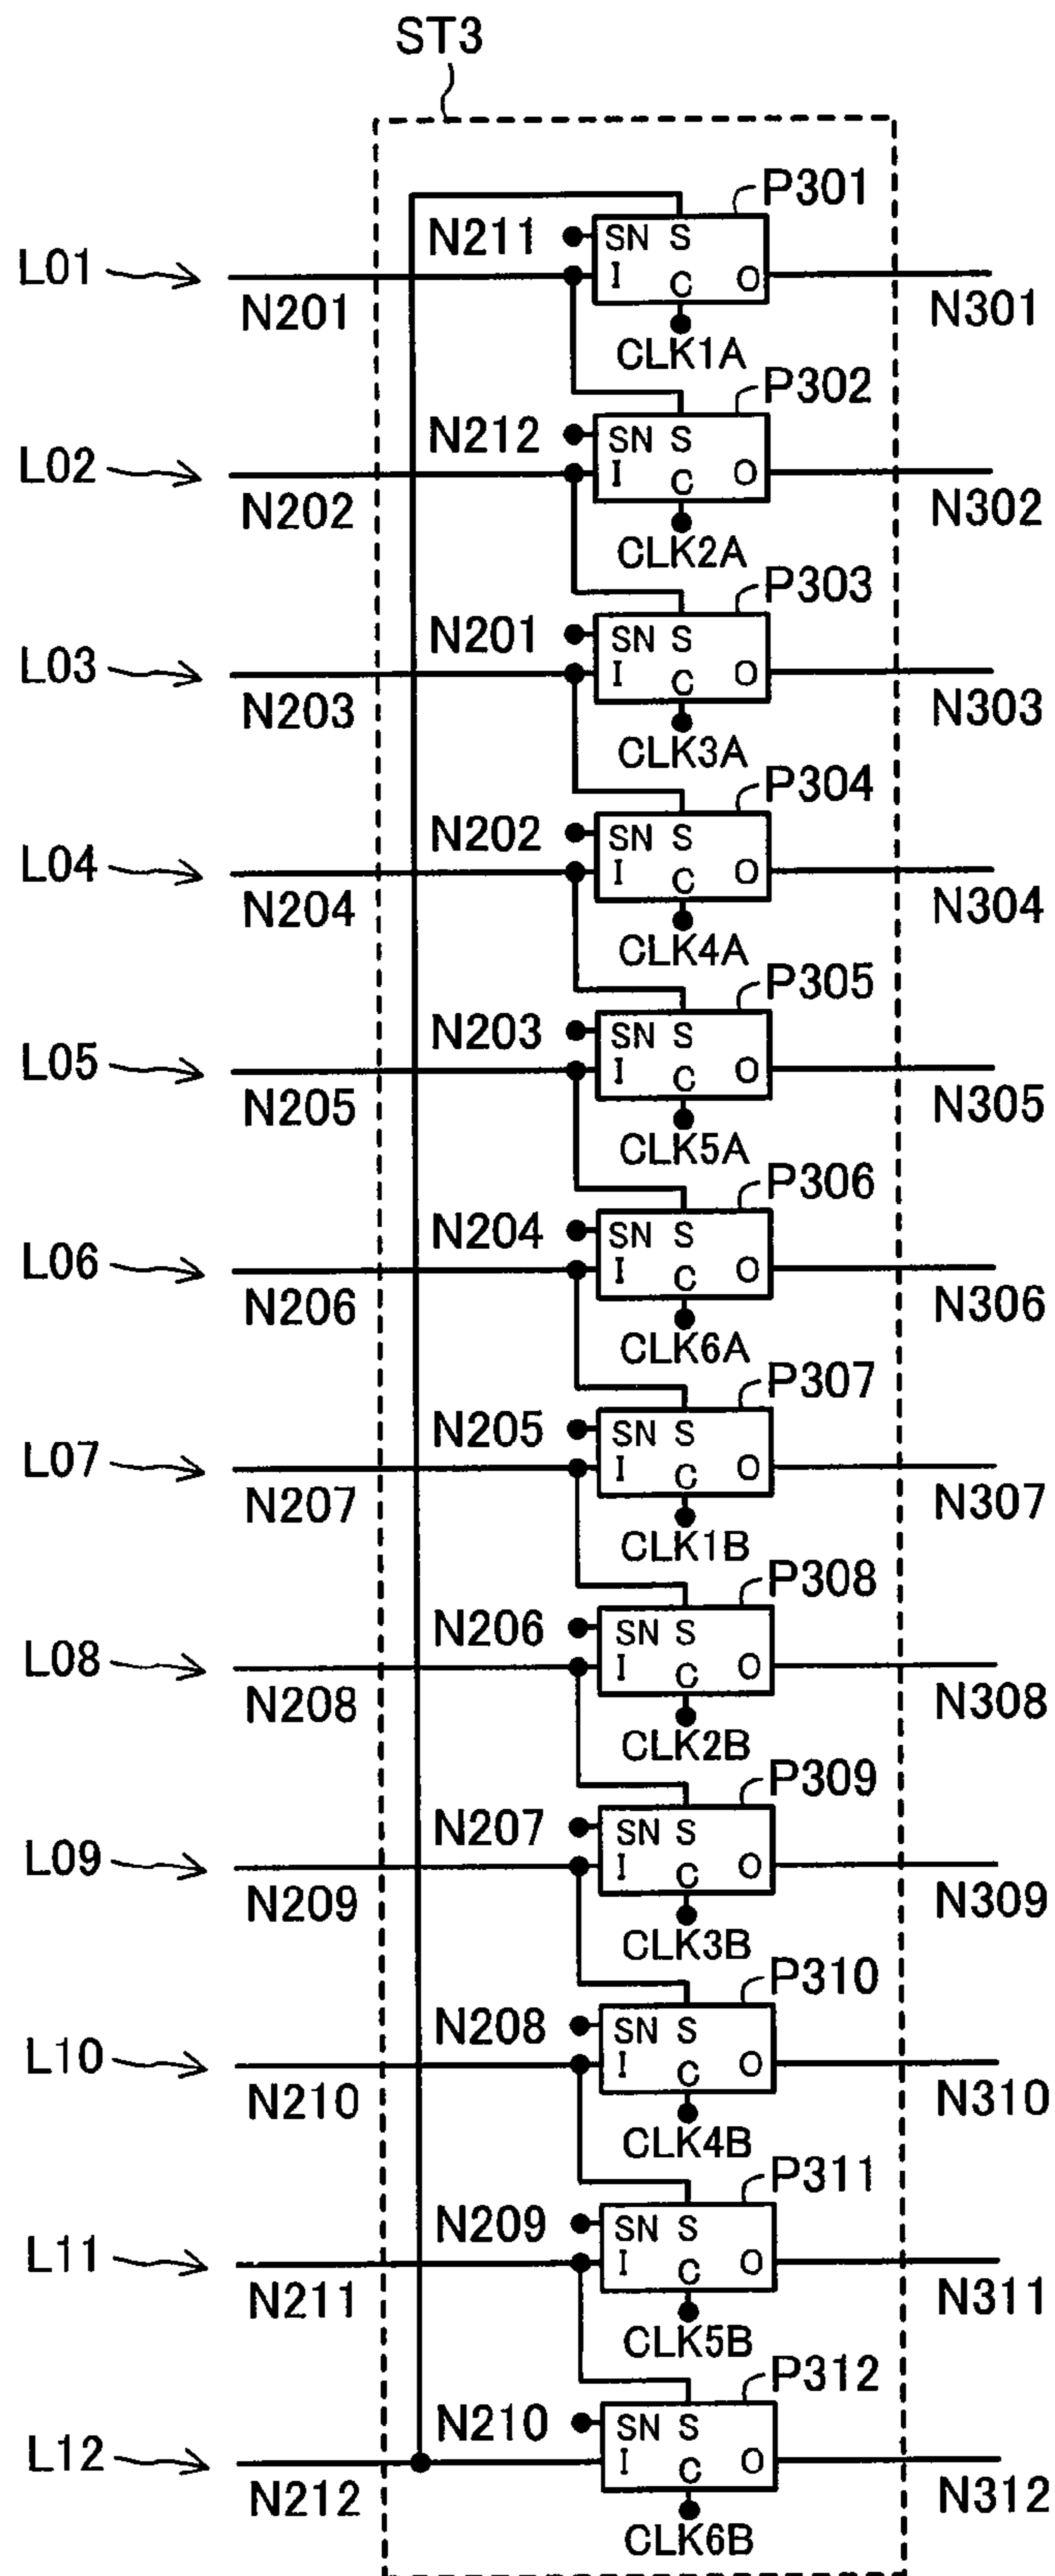 ST3
P301
N211 SN S
L01 I C O
N201 N301
CLK1A
P302
N212 SN S
L02 I C O
N202 N302
CLK2A
P303
N201 SN S
L03 I C O
N203 N303
CLK3A
P304
N202 SN S
L04 I C O
N204 N304
CLK4A
P305
N203 SN S
L05 I C O
N205 N305
CLK5A
P306
N204 SN S
L06 I C O
N206 N306
CLK6A
P307
N205 SN S
L07 I C O
N207 N307
CLK1B
P308
N206 SN S
L08 I C O
N208 N308
CLK2B
P309
N207 SN S
L09 I C O
N209 N309
CLK3B
P310
N208 SN S
L10 I C O
N210 N310
CLK4B
P311
N209 SN S
L11 I C O
N211 N311
CLK5B
P312
N210 SN S
L12 I C O
N212 N312
CLK6B